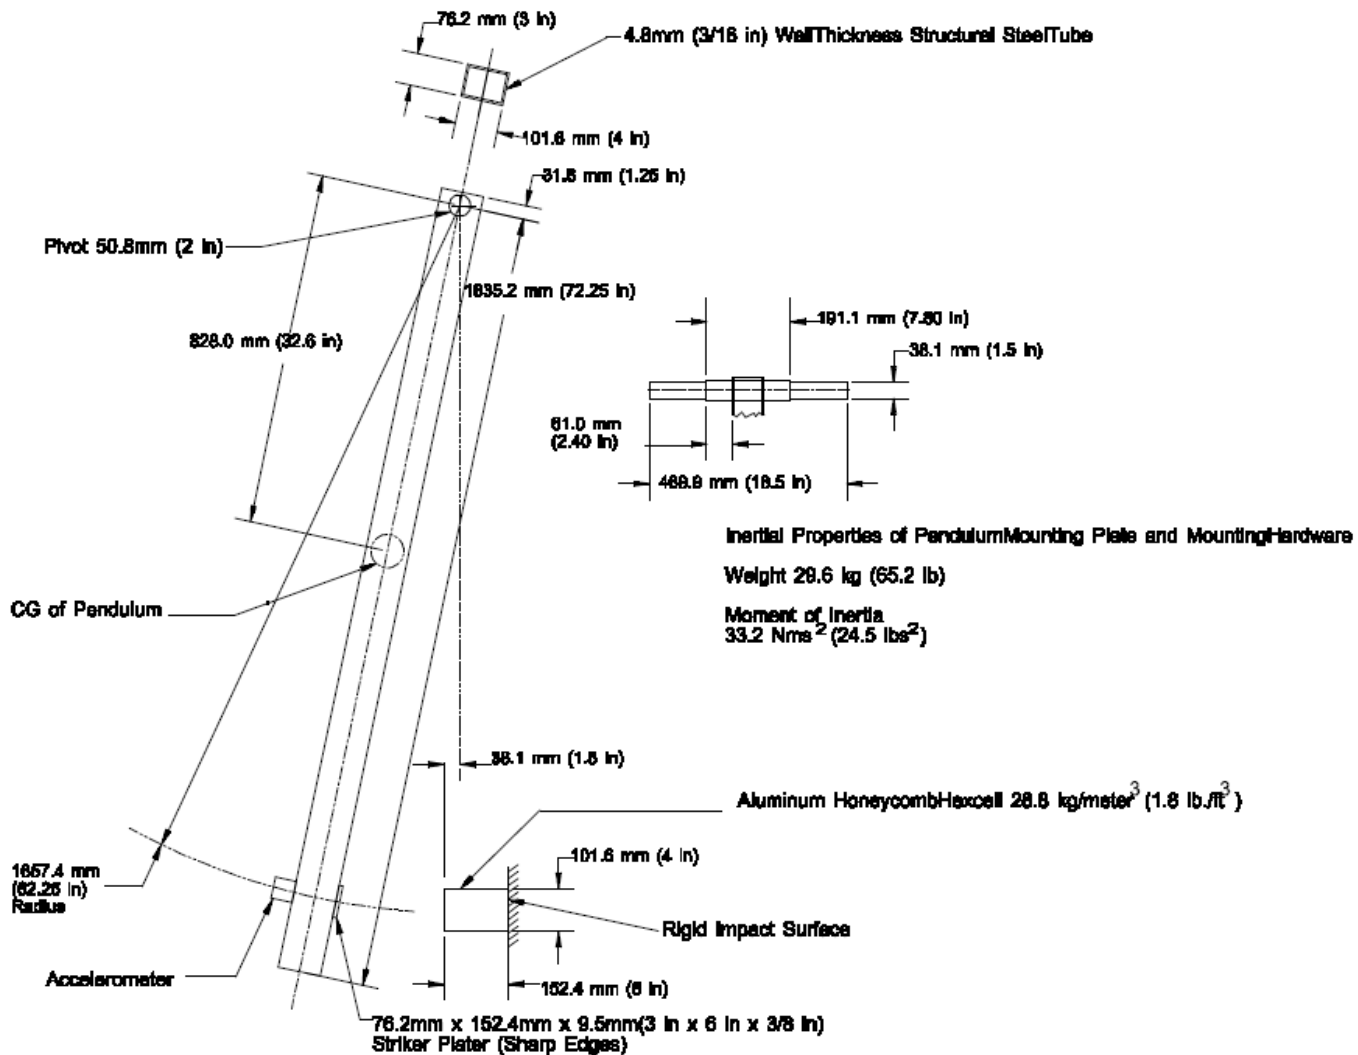 76.2 mm (3 in)
4.8mm (3/16 in) WallThickness Structural SteelTube
101.6 mm (4 in)
31.8 mm (1.25 in)
Pivot 50.8mm (2 in)
1835.2 mm (72.25 in)
191.1 mm (7.80 in)
828.0 mm (32.6 in)
38.1 mm (1.5 in)
61.0 mm
(2.40 in)
469.9 mm (18.5 in)
Inertial Properties of PendulumMounting Plate and MountingHardware
Weight 29.6 kg (65.2 lb)
CG of Pendulum
Moment of Inertia
33.2 Nms² (24.5 lbs²)
38.1 mm (1.5 in)
Aluminum HoneycombHexcell 28.8 kg/meter³ (1.8 lb./ft³)
101.6 mm (4 in)
1657.4 mm
(62.25 in)
Radius
Rigid Impact Surface
Accelerometer
152.4 mm (6 in)
76.2mm x 152.4mm x 9.5mm(3 in x 6 in x 3/8 in)
Striker Plater (Sharp Edges)